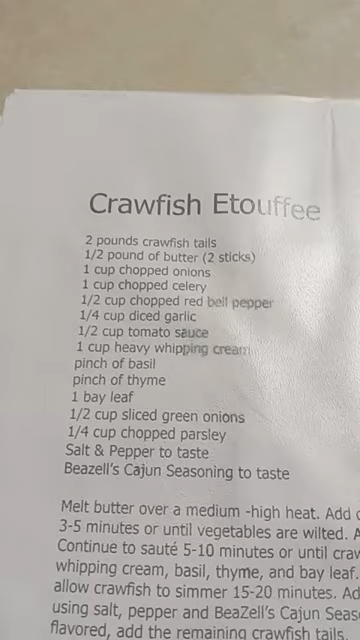 Crawfish Etouffee
2 pounds crawfish tails
1/2 pound of butter (2 sticks)
1 cup chopped onions
1 cup chopped celery
1/2 cup chopped red bell pepper
1/4 cup diced garlic
1/2 cup tomato sauce
1 cup heavy whipping cream
pinch of basil
pinch of thyme
1 bay leaf
1/2 cup sliced green onions
1/4 cup chopped parsley
Salt & Pepper to taste
Beazell's Cajun Seasoning to taste
Melt butter over a medium -high heat. Add
3-5 minutes or until vegetables are wilted.
Continue to sauté 5-10 minutes or until
whipping cream, basil, thyme, and bay leaf.
allow crawfish to simmer 15-20 minutes.
using salt, pepper and BeaZell's Cajun
flavored, add the remaining crawfish tails